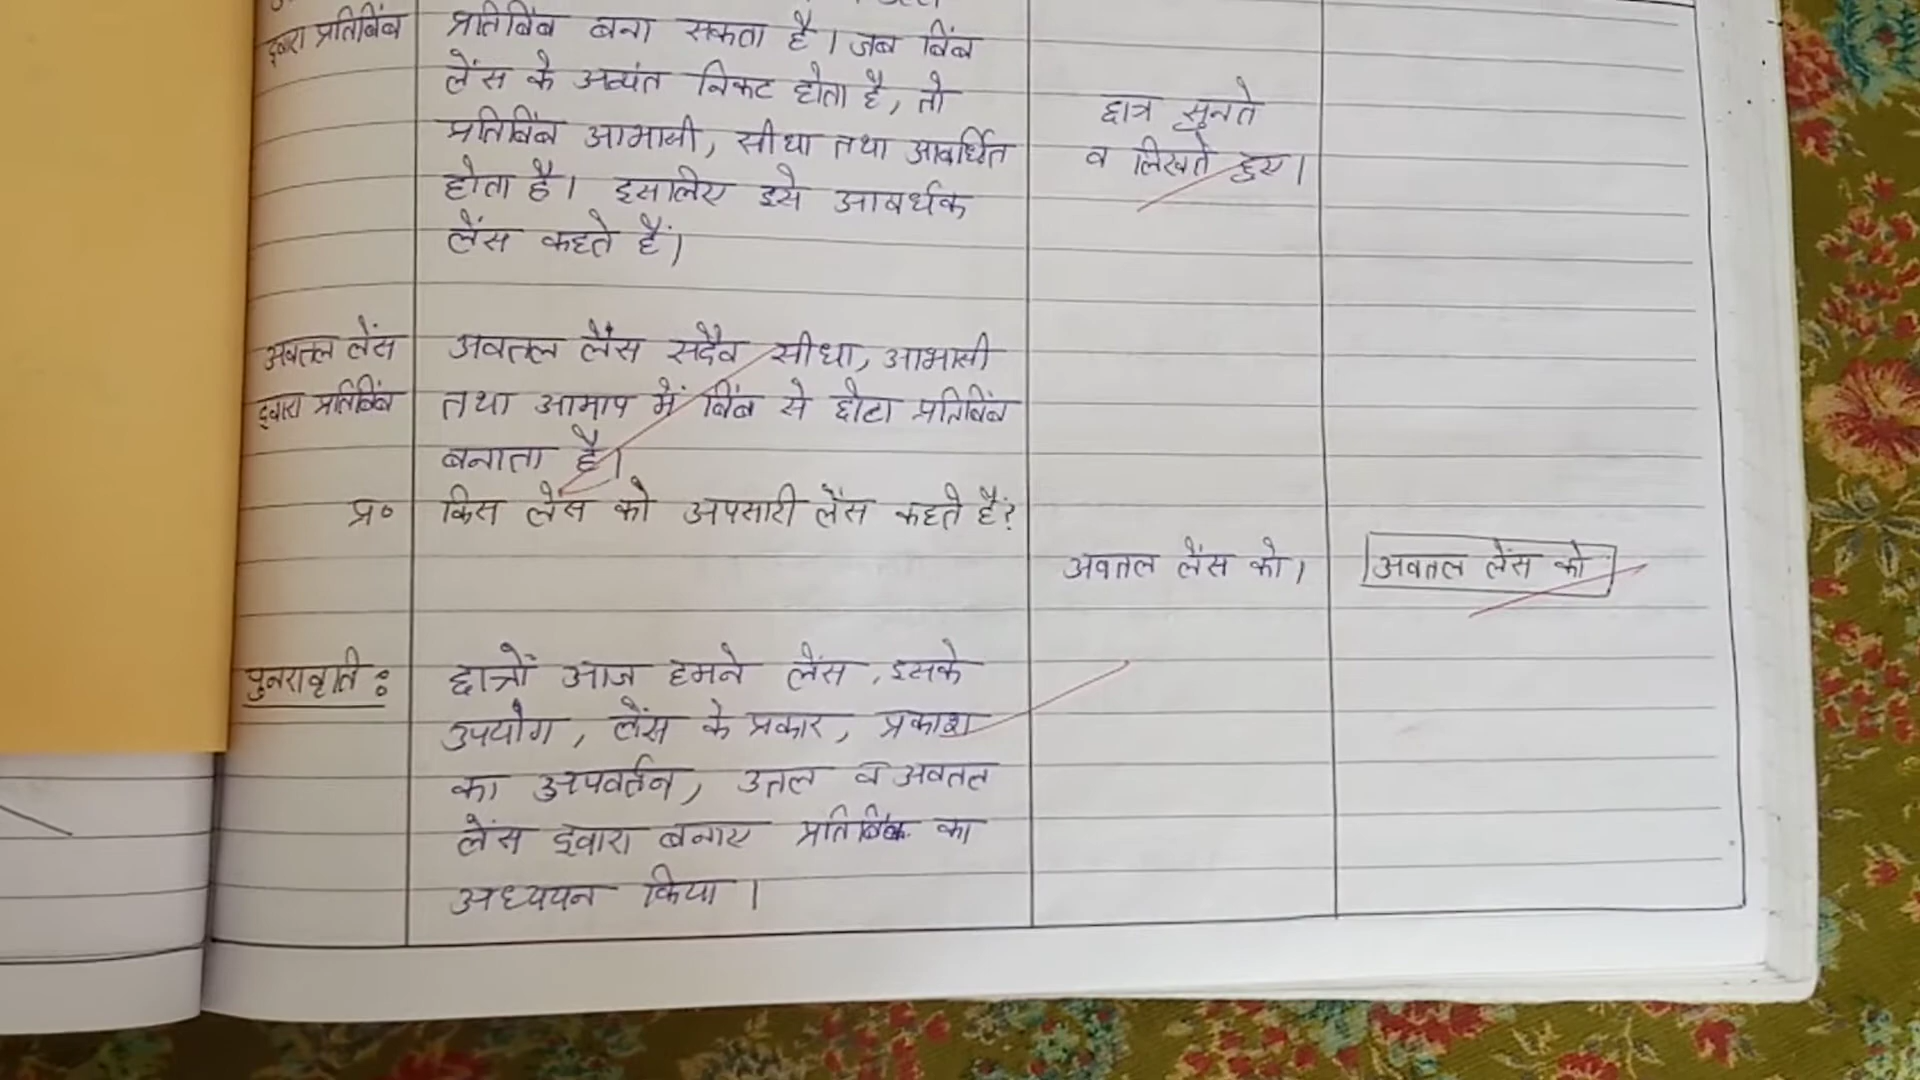 द्वारा प्रतिबिंब प्रतिबिंब बना सकता है। जब बिंब
लेंस के अत्यंत निकट होता है, तो
छात्र सुनते
प्रतिबिंब आभासी, सीधा तथा आवर्धित
व लिखते हुए।
होता है। इसलिए इसे आवर्धक
लेंस कहते हैं।
अवतल लेंस अवतल लेंस सदैव सीधा, आभासी
द्वारा प्रतिबिंब तथा आमाप में बिंब से छोटा प्रतिबिंब
बनाता है।
प्र० किस लेंस को अपसारी लेंस कहते हैं?
अवतल लेंस को। अवतल लेंस को
पुनरावृति : छात्रों आज हमने लेंस, इसके
उपयोग, लेंस के प्रकार, प्रकाश
का अपवर्तन, उत्तल व अवतल
लेंस द्वारा बनाए प्रतिबिंब का
अध्ययन किया।